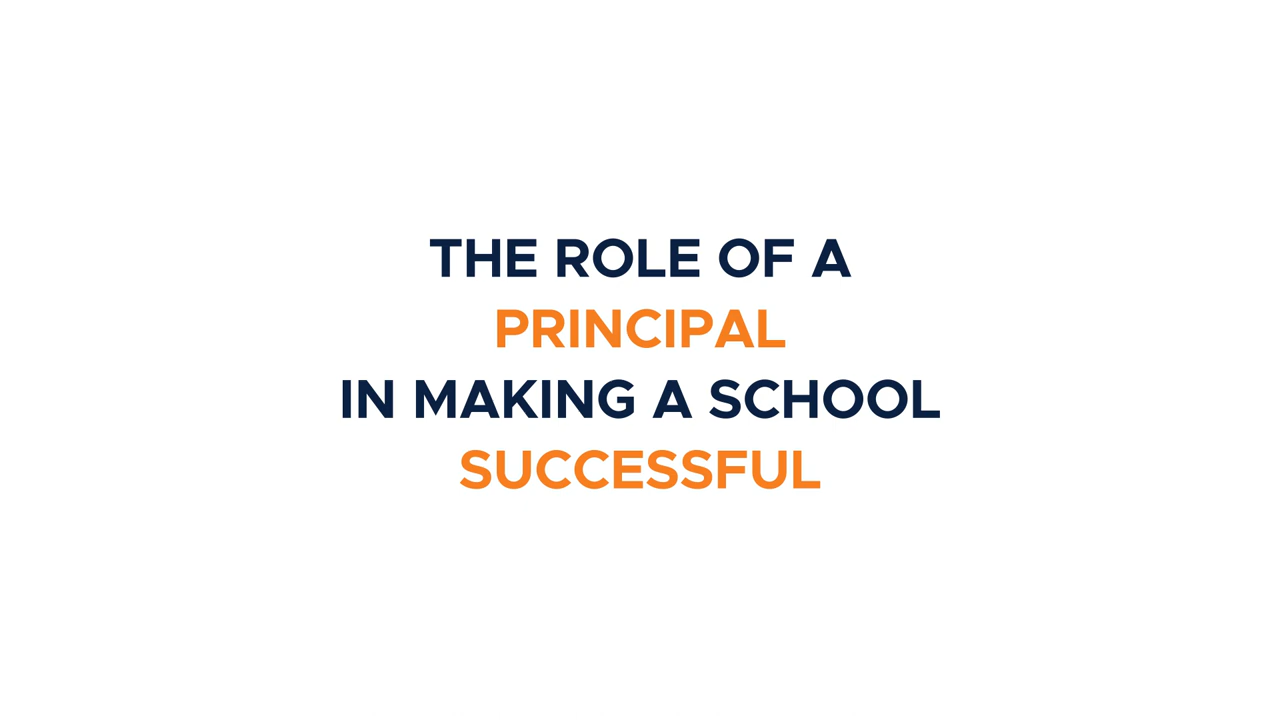 THE ROLE OF A
PRINCIPAL
IN MAKING A SCHOOL
SUCCESSFUL